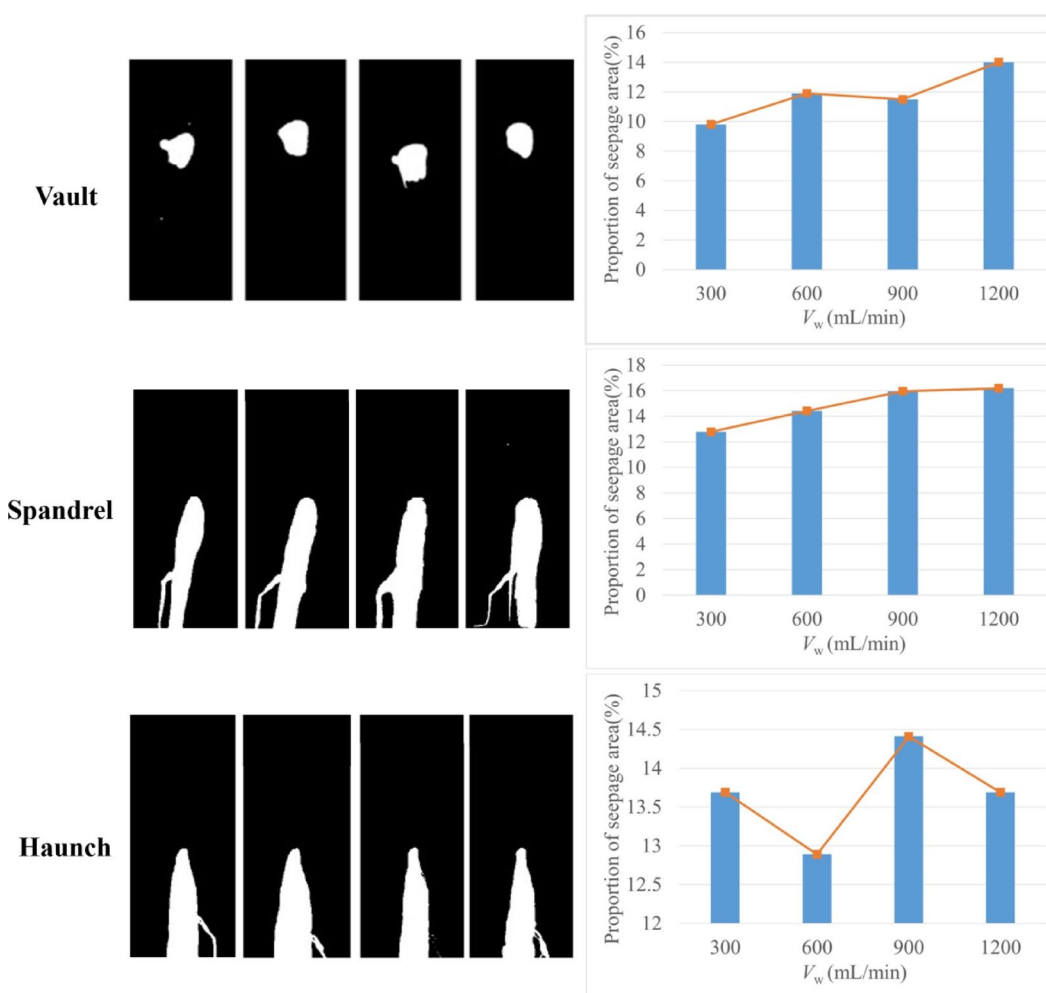 Vault
Proportion of seepage area(%)
16
14
12
10
8
6
4
2
0
300 600 900 1200
Vw (mL/min)
Spandrel
Proportion of seepage area(%)
18
16
14
12
10
8
6
4
2
0
300 600 900 1200
Vw (mL/min)
Haunch
Proportion of seepage area(%)
15
14.5
14
13.5
13
12.5
12
300 600 900 1200
Vw (mL/min)